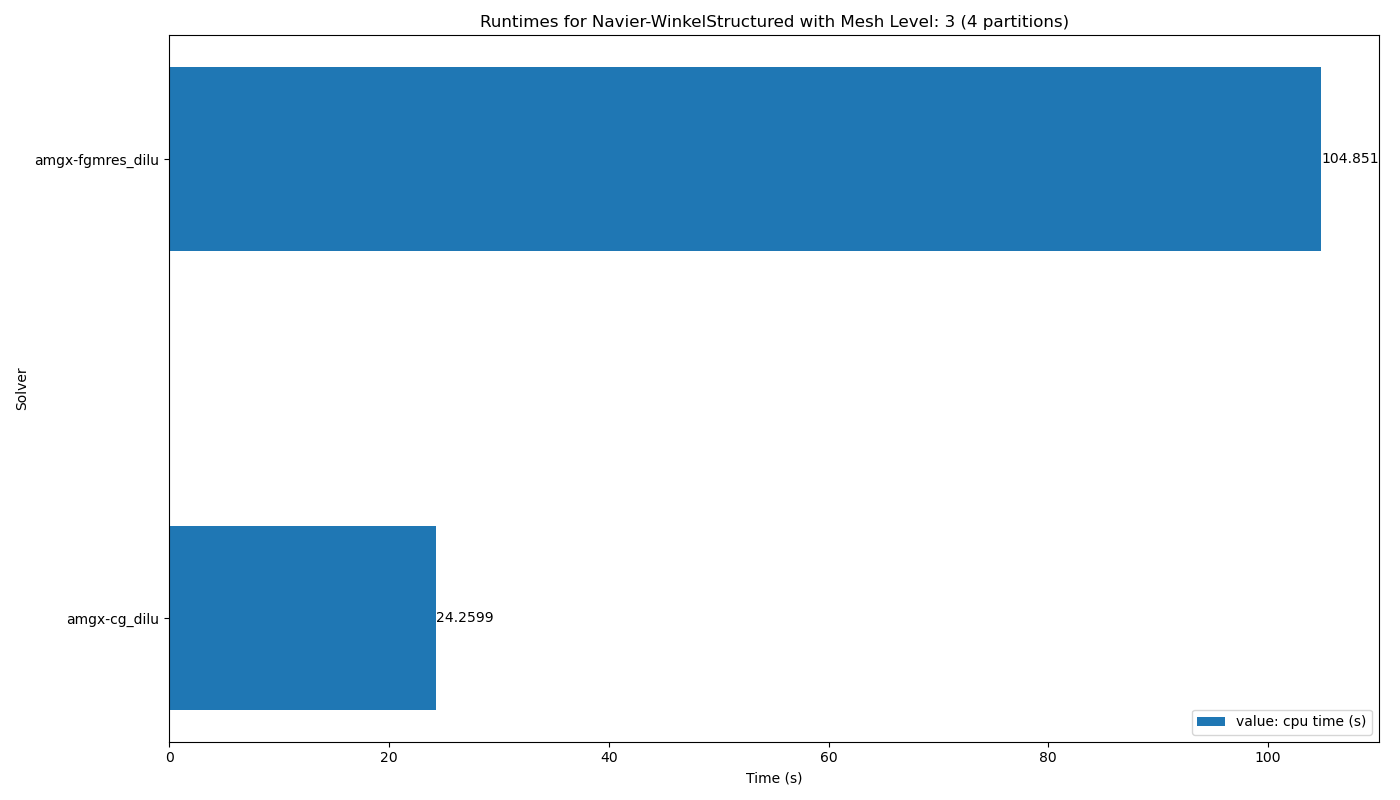 Runtimes for Navier-WinkelStructured with Mesh Level: 3 (4 partitions)
amgx-fgmres_dilu
104.851
Solver
amgx-cg_dilu
24.2599
value: cpu time (s)
0 20 40 60 80 100
Time (s)